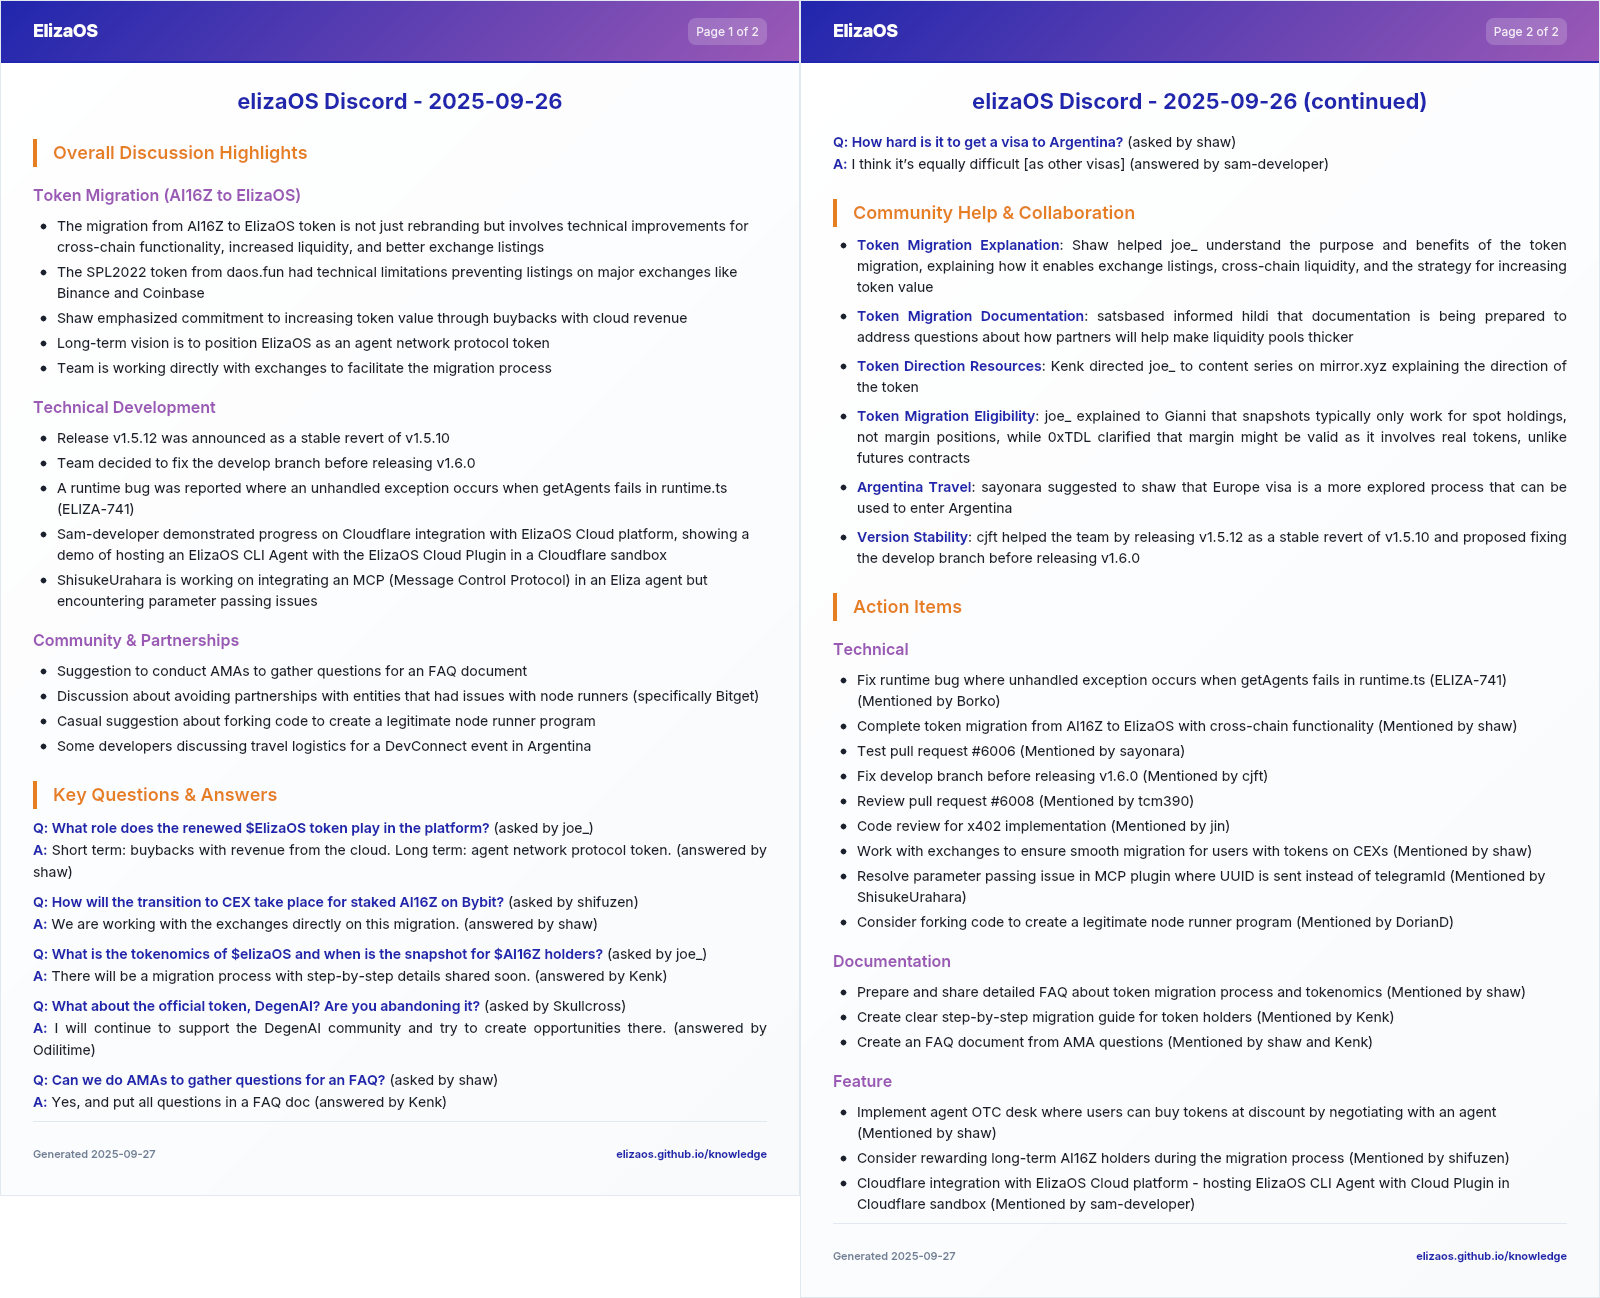 ElizaOS
Page 1 of 2
elizaOS Discord - 2025-09-26
Overall Discussion Highlights
Token Migration (AI16Z to ElizaOS)
• The migration from AI16Z to ElizaOS token is not just rebranding but involves technical improvements for
cross-chain functionality, increased liquidity, and better exchange listings
• The SPL2022 token from daos.fun had technical limitations preventing listings on major exchanges like
Binance and Coinbase
• Shaw emphasized commitment to increasing token value through buybacks with cloud revenue
• Long-term vision is to position ElizaOS as an agent network protocol token
• Team is working directly with exchanges to facilitate the migration process
Technical Development
• Release v1.5.12 was announced as a stable revert of v1.5.10
• Team decided to fix the develop branch before releasing v1.6.0
• A runtime bug was reported where an unhandled exception occurs when getAgents fails in runtime.ts
(ELIZA-741)
• Sam-developer demonstrated progress on Cloudflare integration with ElizaOS Cloud platform, showing a
demo of hosting an ElizaOS CLI Agent with the ElizaOS Cloud Plugin in a Cloudflare sandbox
• ShisukeUrahara is working on integrating an MCP (Message Control Protocol) in an Eliza agent but
encountering parameter passing issues
Community & Partnerships
• Suggestion to conduct AMAs to gather questions for an FAQ document
• Discussion about avoiding partnerships with entities that had issues with node runners (specifically Bitget)
• Casual suggestion about forking code to create a legitimate node runner program
• Some developers discussing travel logistics for a DevConnect event in Argentina
Key Questions & Answers
Q: What role does the renewed $ElizaOS token play in the platform? (asked by joe_)
A: Short term: buybacks with revenue from the cloud. Long term: agent network protocol token. (answered by
shaw)
Q: How will the transition to CEX take place for staked AI16Z on Bybit? (asked by shifuzen)
A: We are working with the exchanges directly on this migration. (answered by shaw)
Q: What is the tokenomics of $elizaOS and when is the snapshot for $AI16Z holders? (asked by joe_)
A: There will be a migration process with step-by-step details shared soon. (answered by Kenk)
Q: What about the official token, DegenAI? Are you abandoning it? (asked by Skullcross)
A: I will continue to support the DegenAI community and try to create opportunities there. (answered by
Odilitime)
Q: Can we do AMAs to gather questions for an FAQ? (asked by shaw)
A: Yes, and put all questions in a FAQ doc (answered by Kenk)
Generated 2025-09-27
elizaos.github.io/knowledge
ElizaOS
Page 2 of 2
elizaOS Discord - 2025-09-26 (continued)
Q: How hard is it to get a visa to Argentina? (asked by shaw)
A: I think it's equally difficult [as other visas] (answered by sam-developer)
Community Help & Collaboration
• Token Migration Explanation: Shaw helped joe_ understand the purpose and benefits of the token
migration, explaining how it enables exchange listings, cross-chain liquidity, and the strategy for increasing
token value
• Token Migration Documentation: satsbased informed hildi that documentation is being prepared to
address questions about how partners will help make liquidity pools thicker
• Token Direction Resources: Kenk directed joe_ to content series on mirror.xyz explaining the direction of
the token
• Token Migration Eligibility: joe_ explained to Gianni that snapshots typically only work for spot holdings,
not margin positions, while 0xTDL clarified that margin might be valid as it involves real tokens, unlike
futures contracts
• Argentina Travel: sayonara suggested to shaw that Europe visa is a more explored process that can be
used to enter Argentina
• Version Stability: cjft helped the team by releasing v1.5.12 as a stable revert of v1.5.10 and proposed fixing
the develop branch before releasing v1.6.0
Action Items
Technical
• Fix runtime bug where unhandled exception occurs when getAgents fails in runtime.ts (ELIZA-741)
(Mentioned by Borko)
• Complete token migration from AI16Z to ElizaOS with cross-chain functionality (Mentioned by shaw)
• Test pull request #6006 (Mentioned by sayonara)
• Fix develop branch before releasing v1.6.0 (Mentioned by cjft)
• Review pull request #6008 (Mentioned by tcm390)
• Code review for x402 implementation (Mentioned by jin)
• Work with exchanges to ensure smooth migration for users with tokens on CEXs (Mentioned by shaw)
• Resolve parameter passing issue in MCP plugin where UUID is sent instead of telegramId (Mentioned by
ShisukeUrahara)
• Consider forking code to create a legitimate node runner program (Mentioned by DorianD)
Documentation
• Prepare and share detailed FAQ about token migration process and tokenomics (Mentioned by shaw)
• Create clear step-by-step migration guide for token holders (Mentioned by Kenk)
• Create an FAQ document from AMA questions (Mentioned by shaw and Kenk)
Feature
• Implement agent OTC desk where users can buy tokens at discount by negotiating with an agent
(Mentioned by shaw)
• Consider rewarding long-term AI16Z holders during the migration process (Mentioned by shifuzen)
• Cloudflare integration with ElizaOS Cloud platform - hosting ElizaOS CLI Agent with Cloud Plugin in
Cloudflare sandbox (Mentioned by sam-developer)
Generated 2025-09-27
elizaos.github.io/knowledge